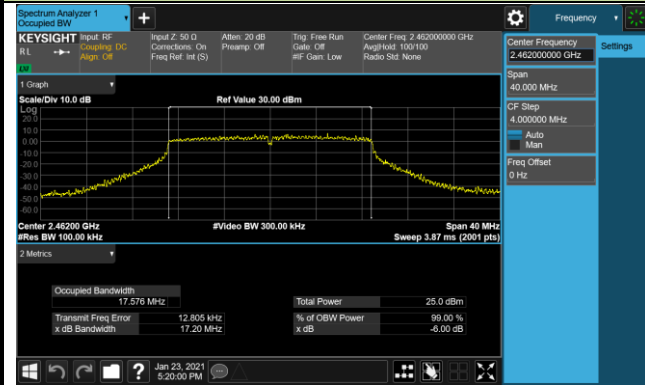 Spectrum Analyzer 1
Occupied BW
+
Frequency
KEYSIGHT
RL
Input: RF
Coupling: DC
Align: Off
Input Z: 50 Ω
Corrections: On
Freq Ref: Int (S)
Atten: 20 dB
Preamp: Off
Trig: Free Run
Gate: Off
#IF Gain: Low
Center Freq: 2.462000000 GHz
Avg|Hold: 100/100
Radio Std: None
Center Frequency
2.462000000 GHz
Settings
Span
40.000 MHz
CF Step
4.000000 MHz
Auto
Man
Freq Offset
0 Hz
1 Graph
Scale/Div 10.0 dB
Ref Value 30.00 dBm
Log
20.0
10.0
0.00
-10.0
-20.0
-30.0
-40.0
-50.0
-60.0
Center 2.46200 GHz
#Video BW 300.00 kHz
Span 40 MHz
#Res BW 100.00 kHz
Sweep 3.87 ms (2001 pts)
2 Metrics
Occupied Bandwidth
17.576 MHz
Total Power
25.0 dBm
Transmit Freq Error
12.805 kHz
% of OBW Power
99.00 %
x dB Bandwidth
17.20 MHz
x dB
-6.00 dB
?
Jan 23, 2021
5:20:00 PM